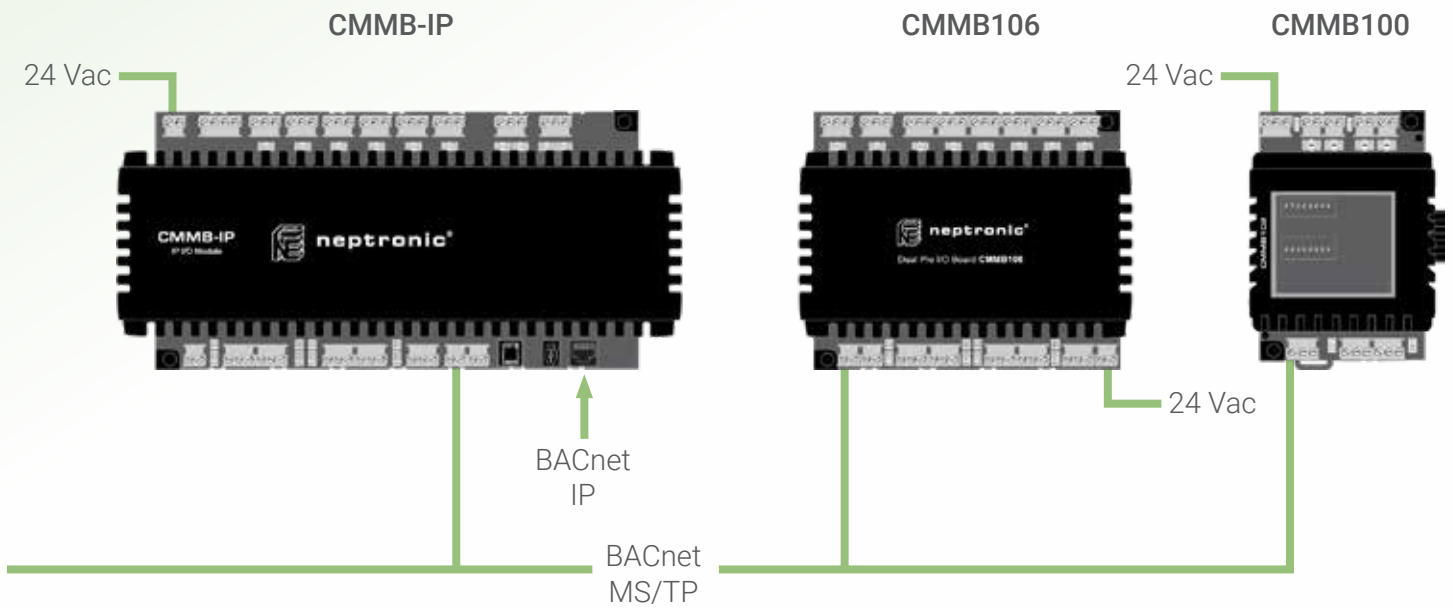 CMMB-IP
CMMB106
CMMB100
24 Vac
24 Vac
CMMB-IP
IP I/O Module
neptronic®
neptronic®
Dual Pre I/O Board CMMB106
24 Vac
BACnet
IP
BACnet
MS/TP